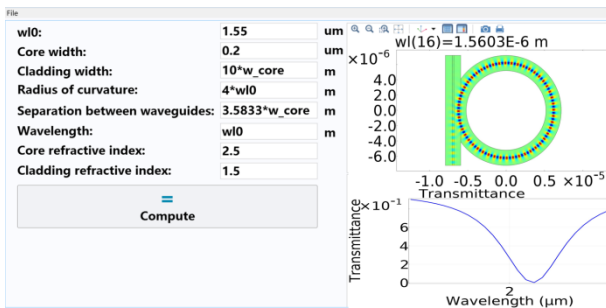 File
wl0: 1.55 um
Core width: 0.2 um
Cladding width: 10*w_core m
Radius of curvature: 4*wl0 m
Separation between waveguides: 3.5833*w_core m
Wavelength: wl0 m
Core refractive index: 2.5
Cladding refractive index: 1.5
=
Compute
wl(16)=1.5603E-6 m
×10⁻⁶
4.0
2.0
0.0
-2.0
-4.0
-6.0
-1.0 -0.5 0.0 0.5 ×10⁻⁵
Transmittance
×10⁻¹
Transmittance
6
4
2
0
2
Wavelength (µm)